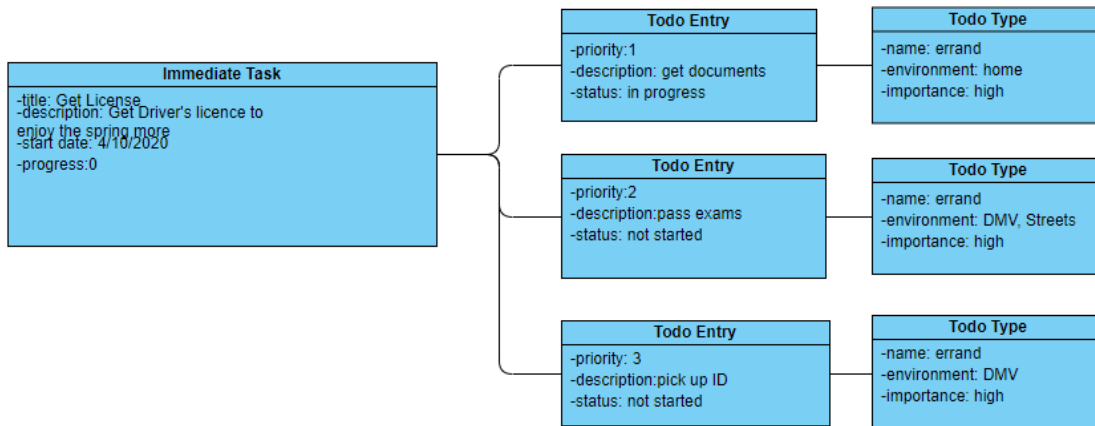 Immediate Task
-title: Get License
-description: Get Driver's licence to
enjoy the spring more
-start date: 4/10/2020
-progress:0
Todo Entry
-priority:1
-description: get documents
-status: in progress
Todo Type
-name: errand
-environment: home
-importance: high
Todo Entry
-priority:2
-description:pass exams
-status: not started
Todo Type
-name: errand
-environment: DMV, Streets
-importance: high
Todo Entry
-priority: 3
-description:pick up ID
-status: not started
Todo Type
-name: errand
-environment: DMV
-importance: high